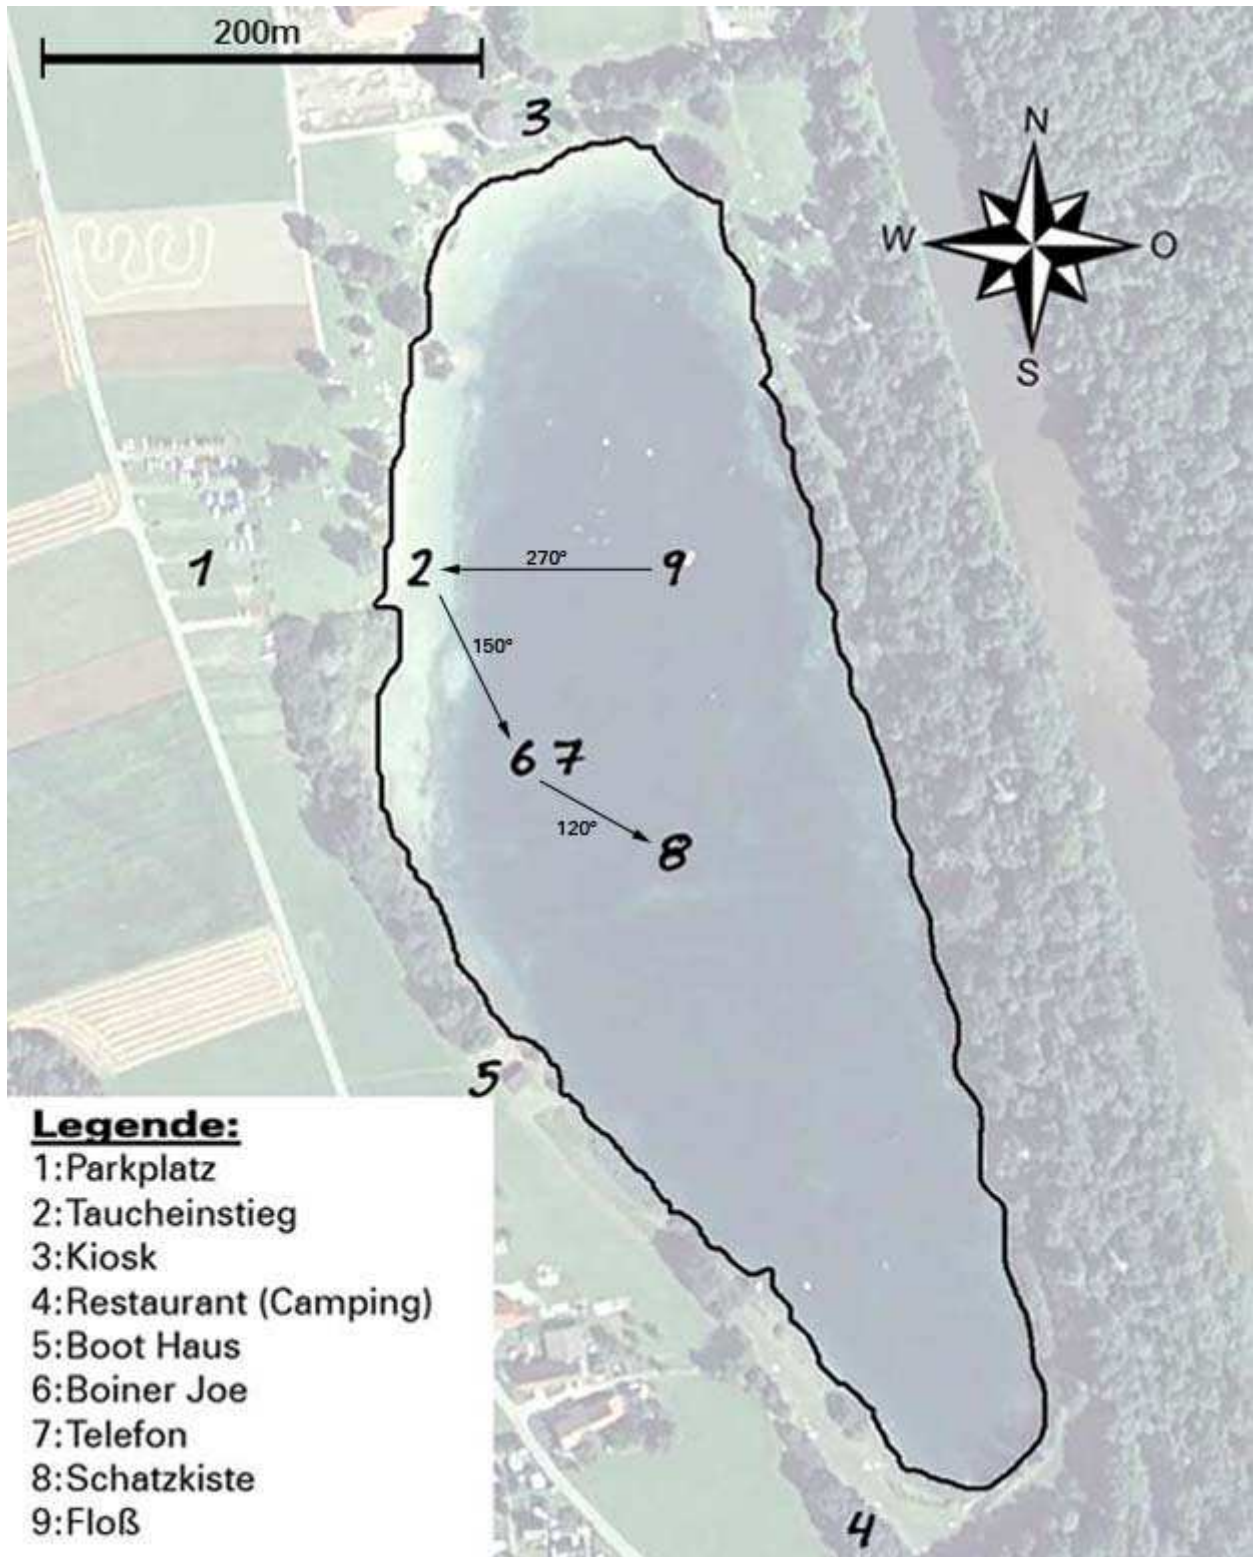 200m
3
N
W
O
S
1
2
270°
9
150°
6 7
120°
8
5
Legende:
1:Parkplatz
2:Taucheinstieg
3:Kiosk
4:Restaurant (Camping)
5:Boot Haus
6:Boiner Joe
7:Telefon
8:Schatzkiste
9:Floß
4